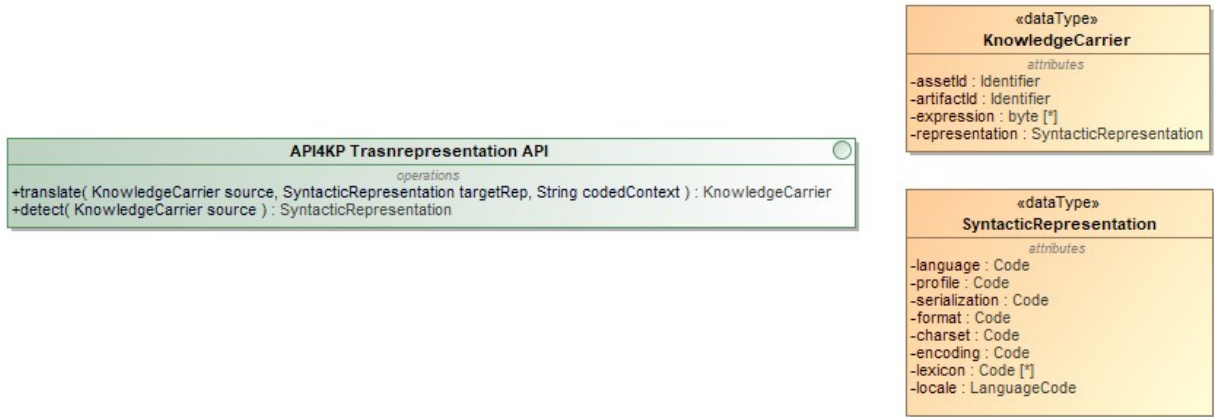 API4KP Trasnrepresentation API
operations
+translate( KnowledgeCarrier source, SyntacticRepresentation targetRep, String codedContext ) : KnowledgeCarrier
+detect( KnowledgeCarrier source ) : SyntacticRepresentation
«dataType»
KnowledgeCarrier
attributes
-assetId : Identifier
-artifactId : Identifier
-expression : byte [*]
-representation : SyntacticRepresentation
«dataType»
SyntacticRepresentation
attributes
-language : Code
-profile : Code
-serialization : Code
-format : Code
-charset : Code
-encoding : Code
-lexicon : Code [*]
-locale : LanguageCode